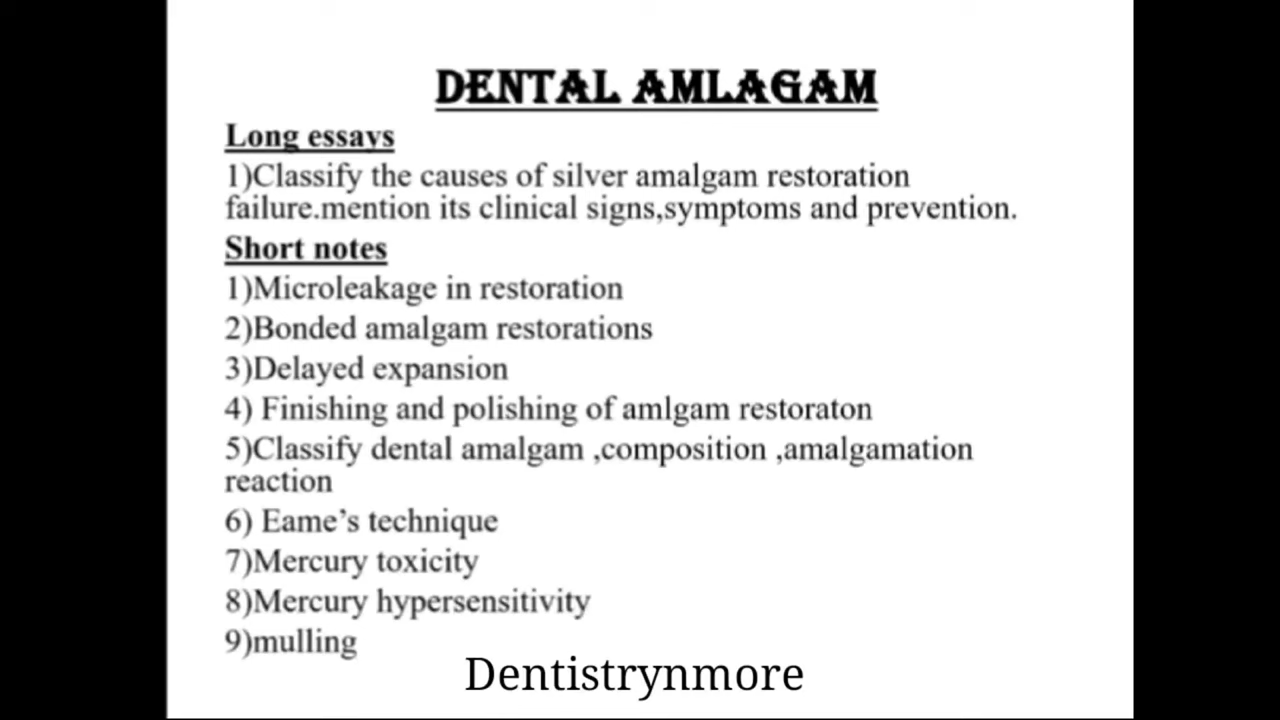 DENTAL AMLAGAM
Long essays
1)Classify the causes of silver amalgam restoration
failure.mention its clinical signs,symptoms and prevention.
Short notes
1)Microleakage in restoration
2)Bonded amalgam restorations
3)Delayed expansion
4) Finishing and polishing of amlgam restoraton
5)Classify dental amalgam ,composition ,amalgamation
reaction
6) Eame’s technique
7)Mercury toxicity
8)Mercury hypersensitivity
9)mulling
Dentistrynmore